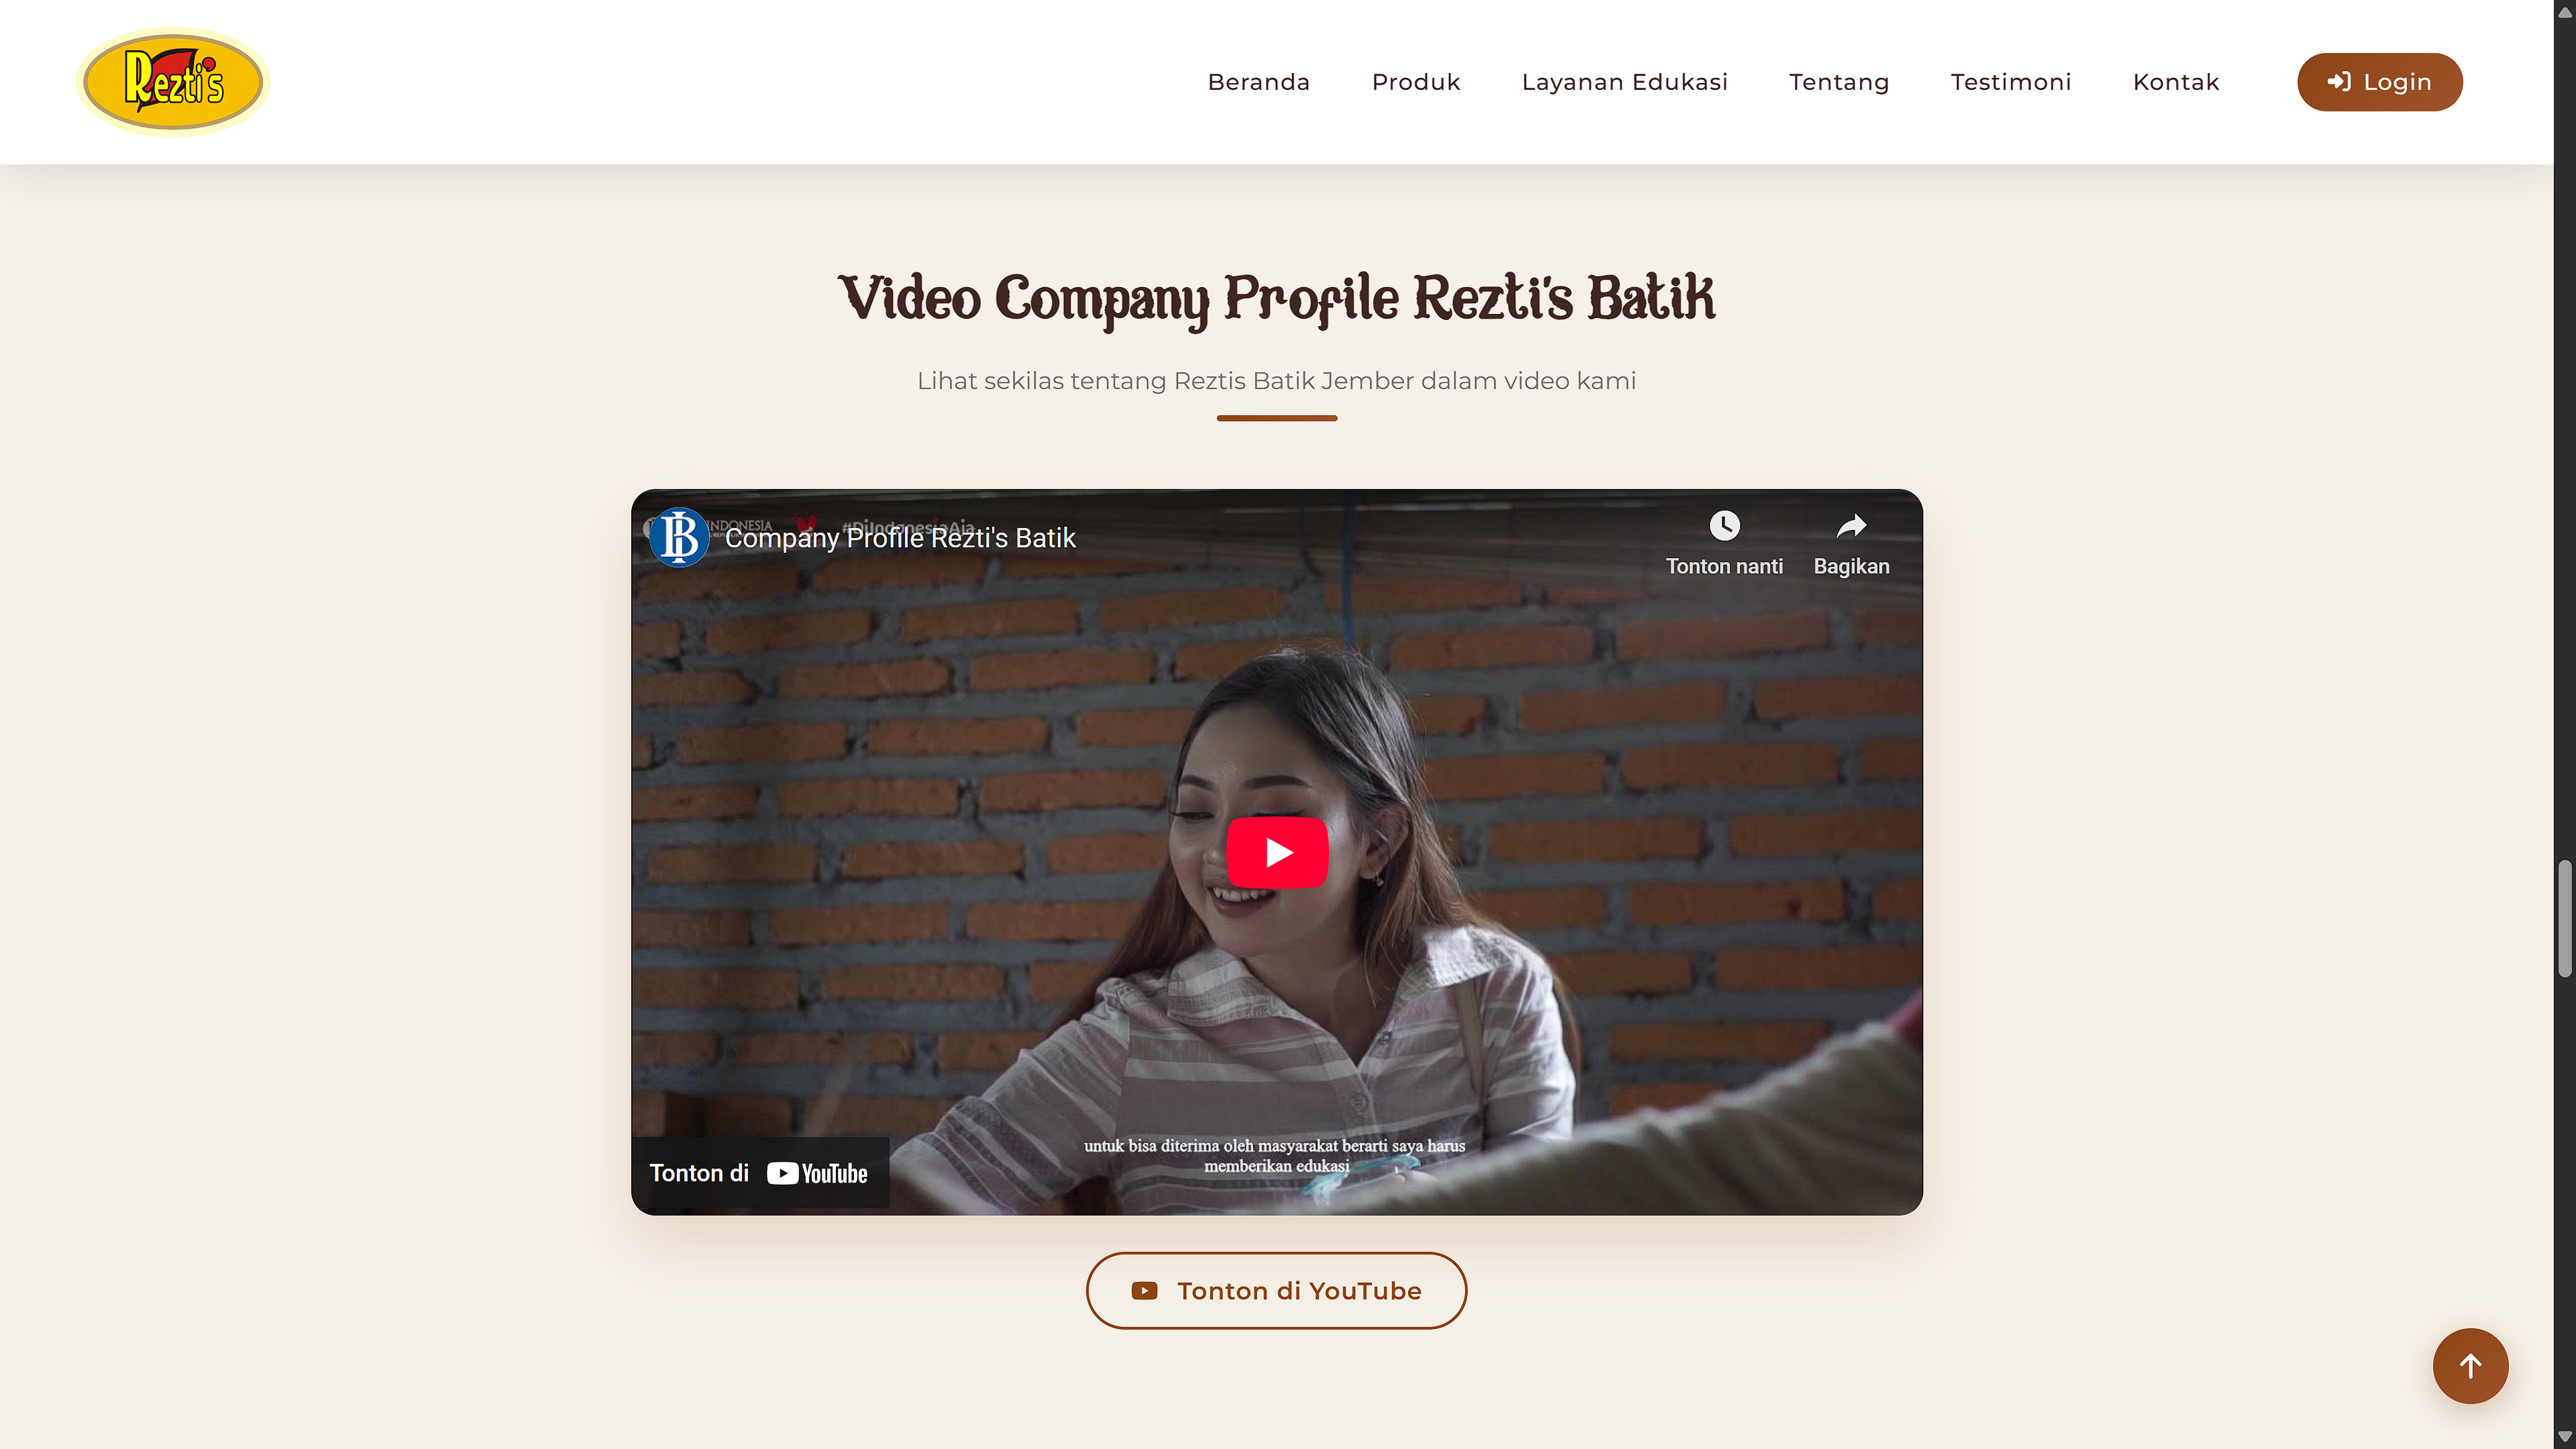 Rezti's
Beranda
Produk
Layanan Edukasi
Tentang
Testimoni
Kontak
Login
Video Company Profile Rezti's Batik
Lihat sekilas tentang Reztis Batik Jember dalam video kami
INDONESIA
#DiIndonesiaAja
Company Profile Rezti's Batik
Tonton nanti
Bagikan
untuk bisa diterima oleh masyarakat berarti saya harus
memberikan edukasi
Tonton di YouTube
Tonton di YouTube